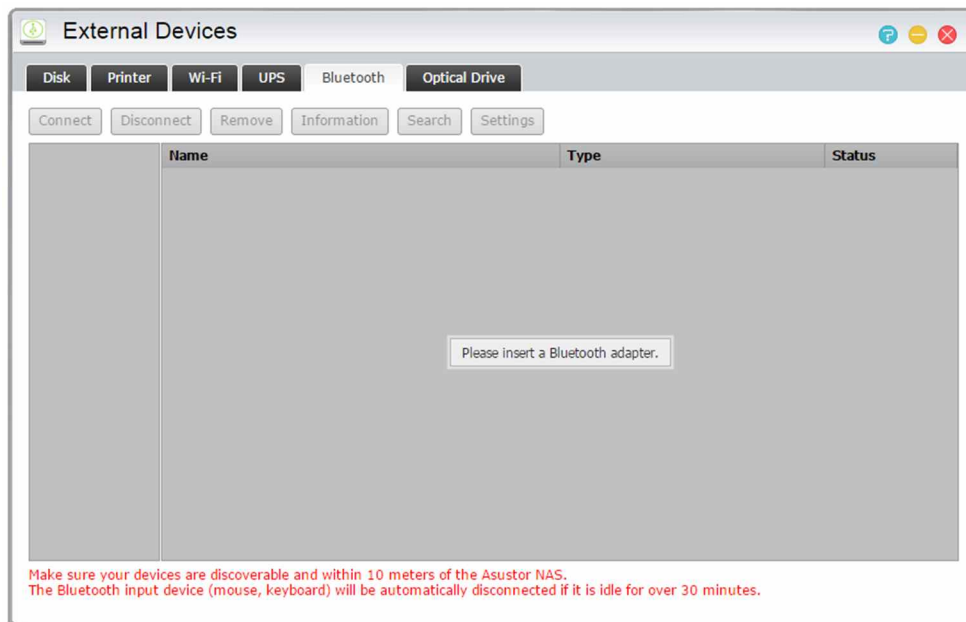 External Devices
Disk Printer Wi-Fi UPS Bluetooth Optical Drive
Connect Disconnect Remove Information Search Settings
Name Type Status
Please insert a Bluetooth adapter.
Make sure your devices are discoverable and within 10 meters of the Asustor NAS.
The Bluetooth input device (mouse, keyboard) will be automatically disconnected if it is idle for over 30 minutes.